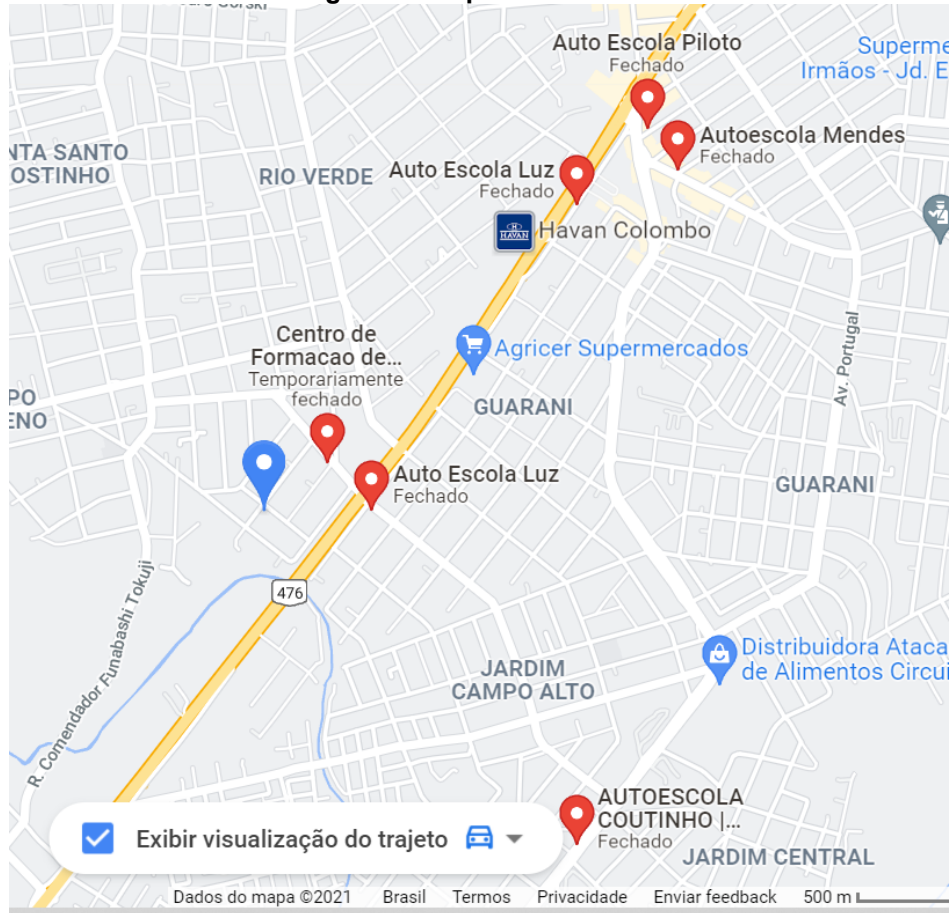 Auto Escola Piloto
Fechado
Irmãos - Jd. E
Autoescola Mendes
Fechado
NTA SANTO
OSTINHO
RIO VERDE
Auto Escola Luz
Fechado
HAVAN
Havan Colombo
Centro de
Formacao de...
Temporariamente
fechado
Agricer Supermercados
PO
ENO
GUARANI
Av. Portugal
Auto Escola Luz
Fechado
GUARANI
476
R. Comendador Funabashi Tokuji
JARDIM
CAMPO ALTO
Distribuidora Ataca
de Alimentos Circui
AUTOESCOLA
COUTINHO |...
Fechado
Exibir visualização do trajeto
JARDIM CENTRAL
Dados do mapa ©2021 Brasil Termos Privacidade Enviar feedback 500 m